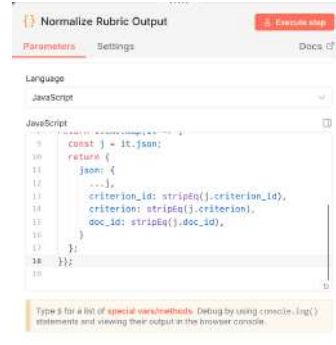 Normalize Rubric Output
Execute step
Parameters Settings Docs
Language
JavaScript
JavaScript
9 const j = it.json;
10 return {
11 json: {
12 ...j,
13 criterion_id: stripEq(j.criterion_id),
14 criterion: stripEq(j.criterion),
15 doc_id: stripEq(j.doc_id),
16 }
17 };
18 });
19
Type $ for a list of special vars/methods. Debug by using console.log()
statements and viewing their output in the browser console.